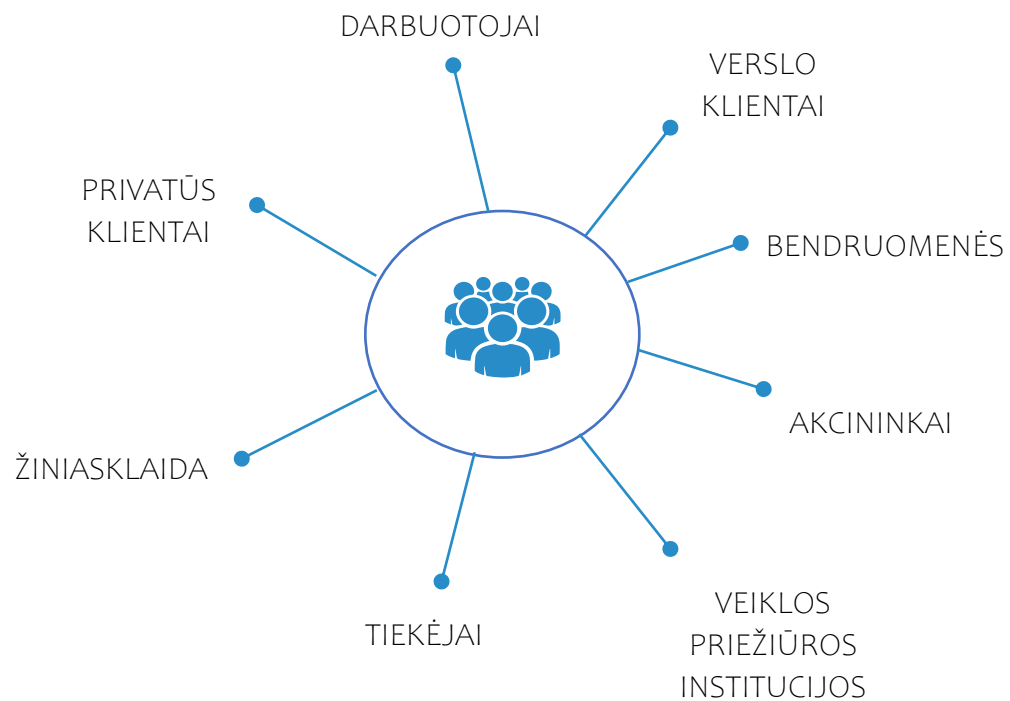 DARBUOTOJAI
VERSLO
KLIENTAI
PRIVATŪS
KLIENTAI
BENDRUOMENĖS
AKCININKAI
ŽINIASKLAIDA
TIEKĖJAI
VEIKLOS
PRIEŽIŪROS
INSTITUCIJOS